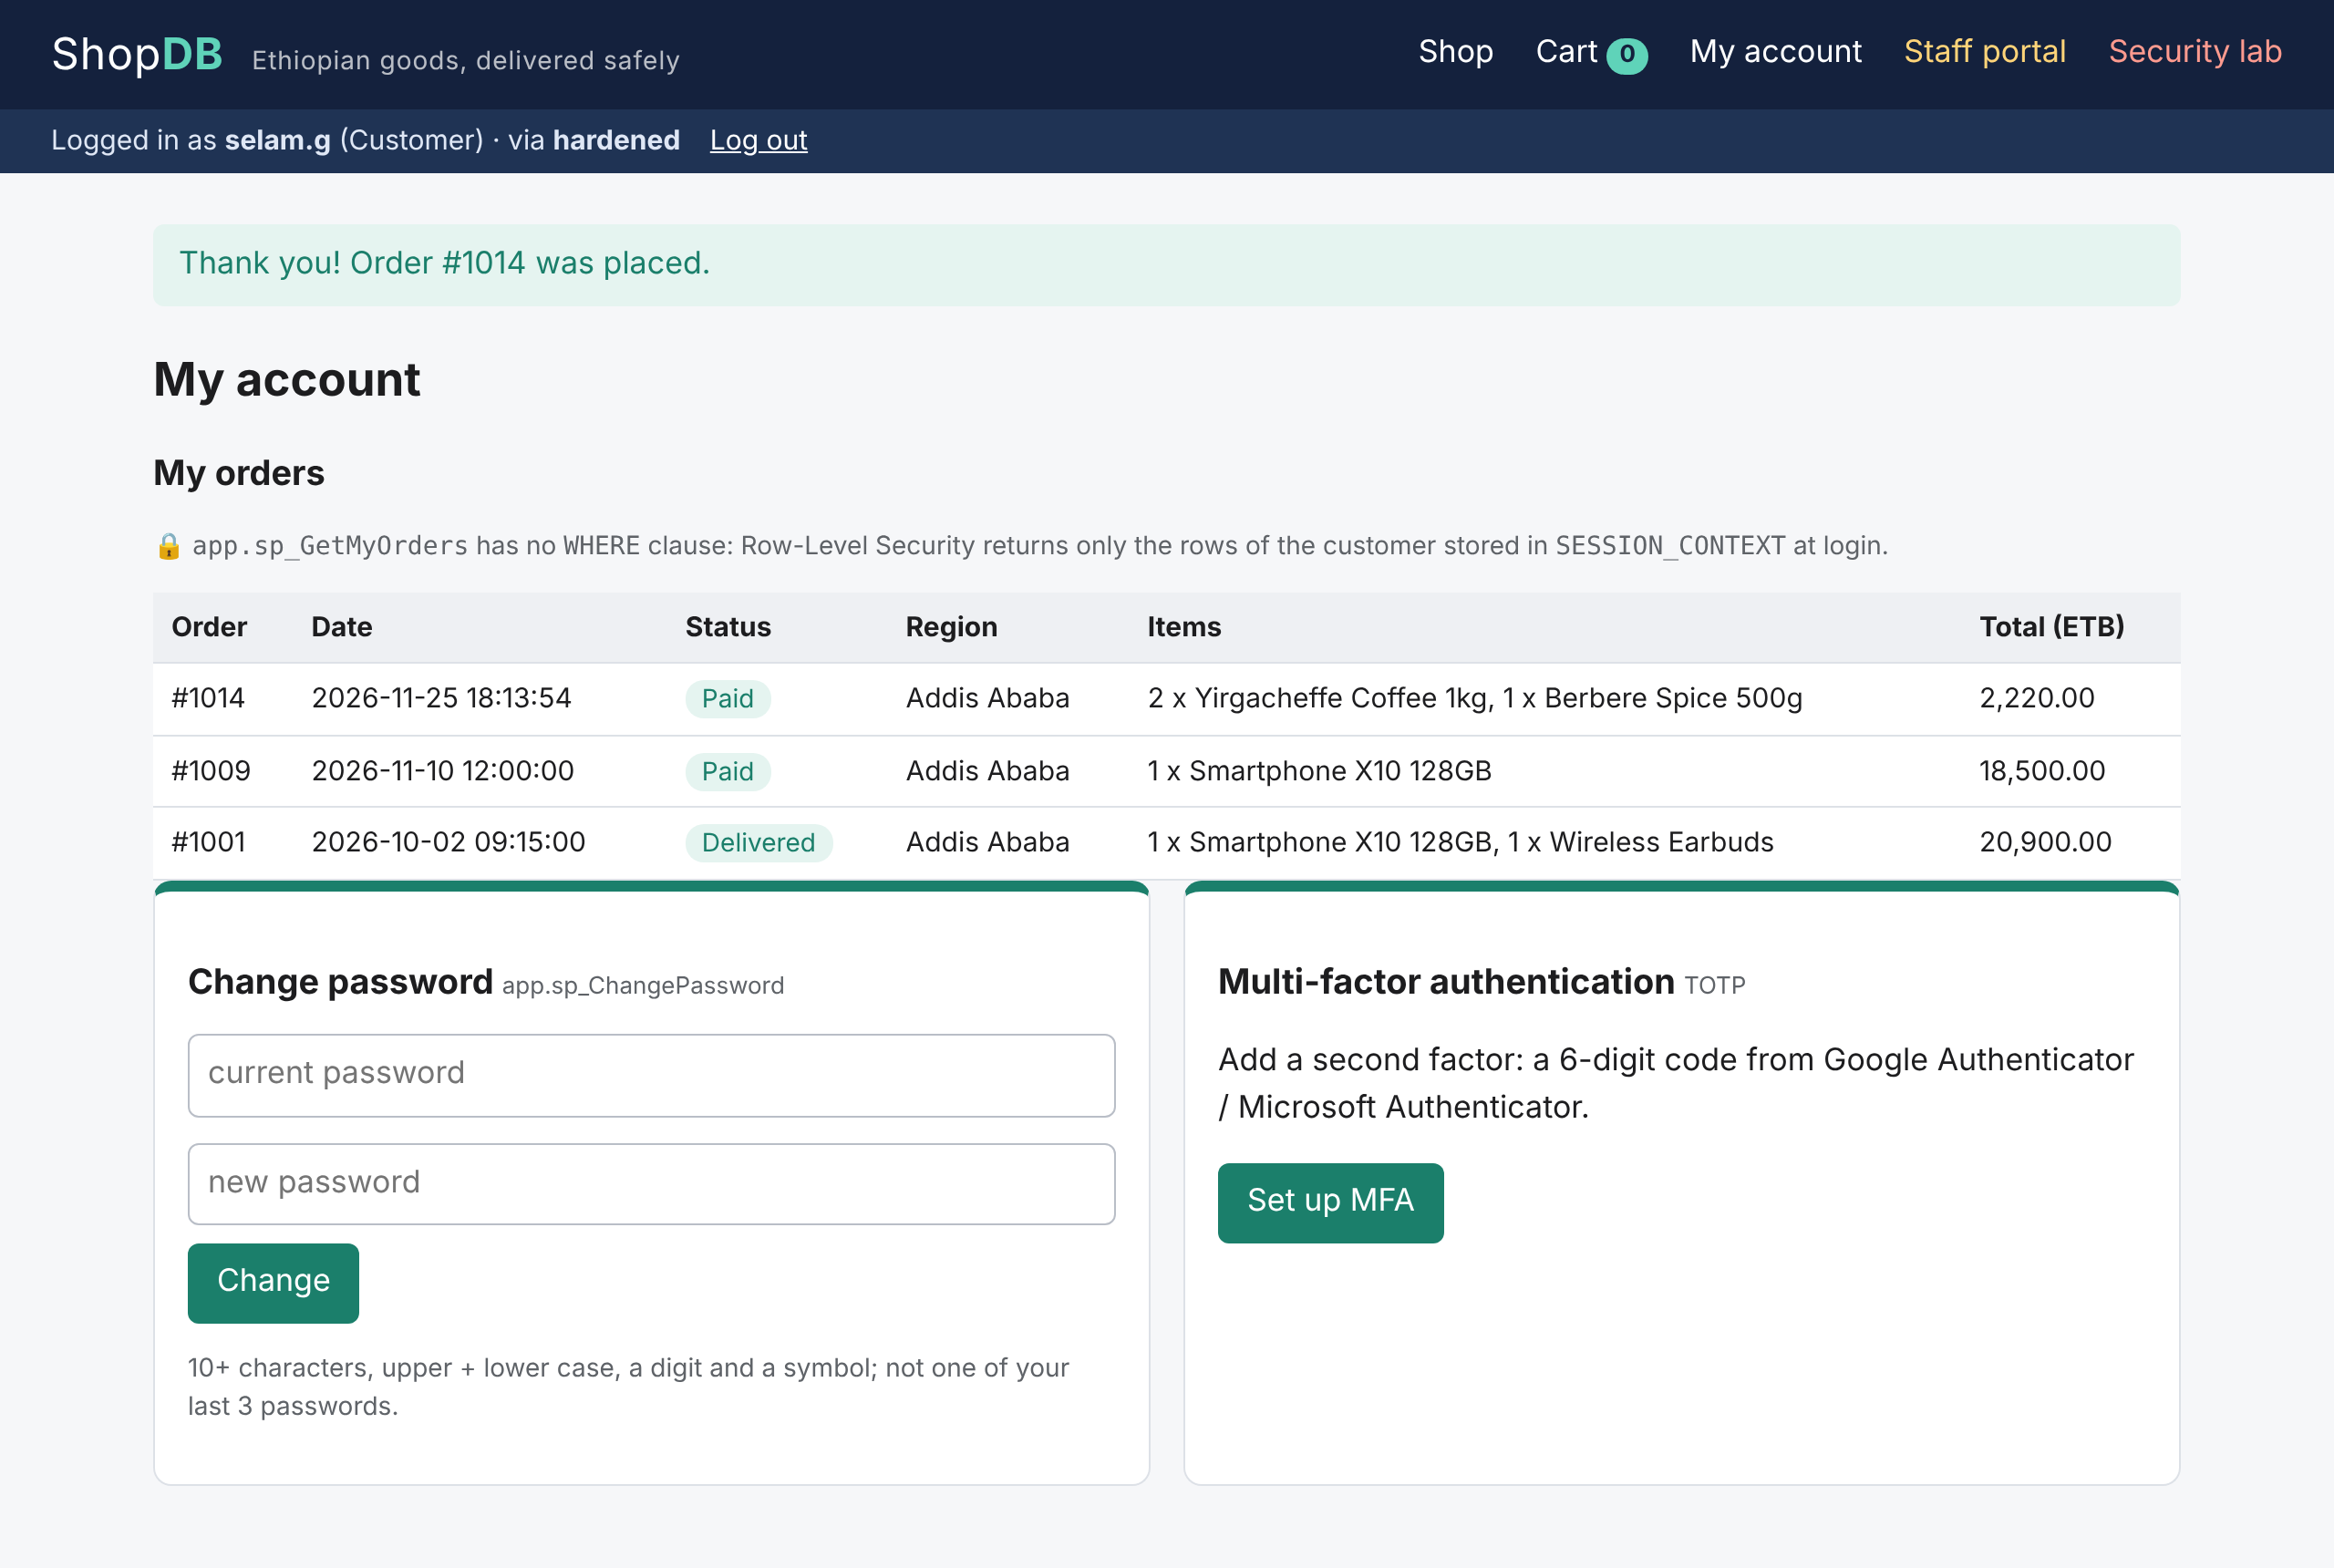 ShopDB Ethiopian goods, delivered safely Shop Cart 0 My account Staff portal Security lab
Logged in as selam.g (Customer) · via hardened Log out
Thank you! Order #1014 was placed.
My account
My orders
🔒 app.sp_GetMyOrders has no WHERE clause: Row-Level Security returns only the rows of the customer stored in SESSION_CONTEXT at login.
Order Date Status Region Items Total (ETB)
#1014 2026-11-25 18:13:54 Paid Addis Ababa 2 x Yirgacheffe Coffee 1kg, 1 x Berbere Spice 500g 2,220.00
#1009 2026-11-10 12:00:00 Paid Addis Ababa 1 x Smartphone X10 128GB 18,500.00
#1001 2026-10-02 09:15:00 Delivered Addis Ababa 1 x Smartphone X10 128GB, 1 x Wireless Earbuds 20,900.00
Change password app.sp_ChangePassword
current password
new password
Change
10+ characters, upper + lower case, a digit and a symbol; not one of your
last 3 passwords.
Multi-factor authentication TOTP
Add a second factor: a 6-digit code from Google Authenticator
/ Microsoft Authenticator.
Set up MFA